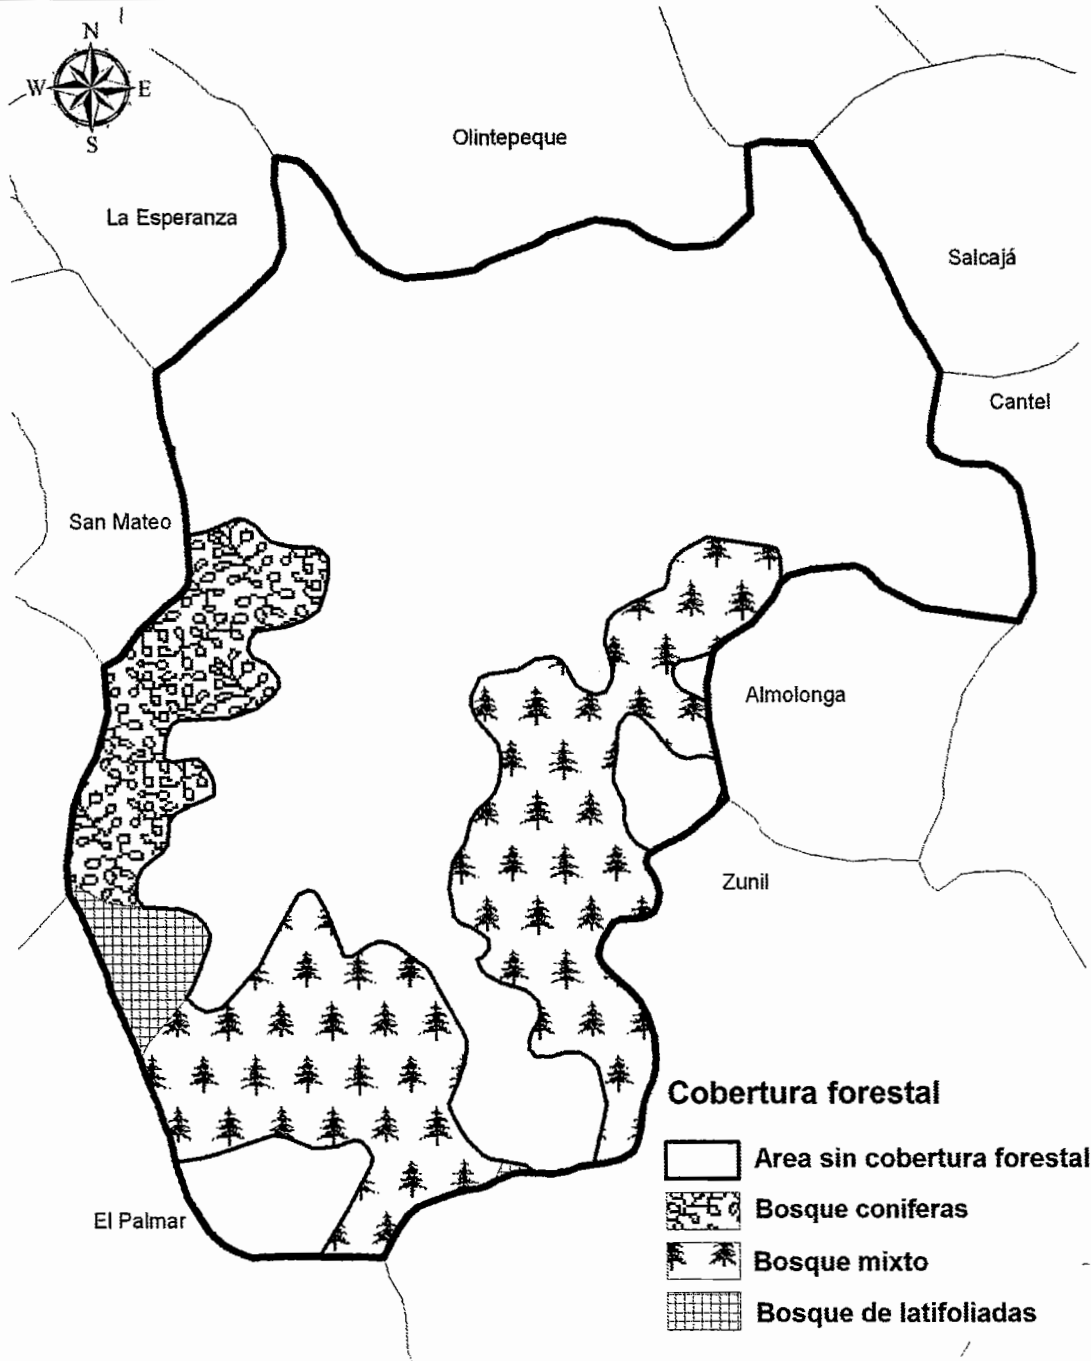 N
W E
S
Olintepeque
La Esperanza
Salcajá
Cantel
San Mateo
Almolonga
Zunil
El Palmar
Cobertura forestal
Area sin cobertura forestal
Bosque coniferas
Bosque mixto
Bosque de latifoliadas